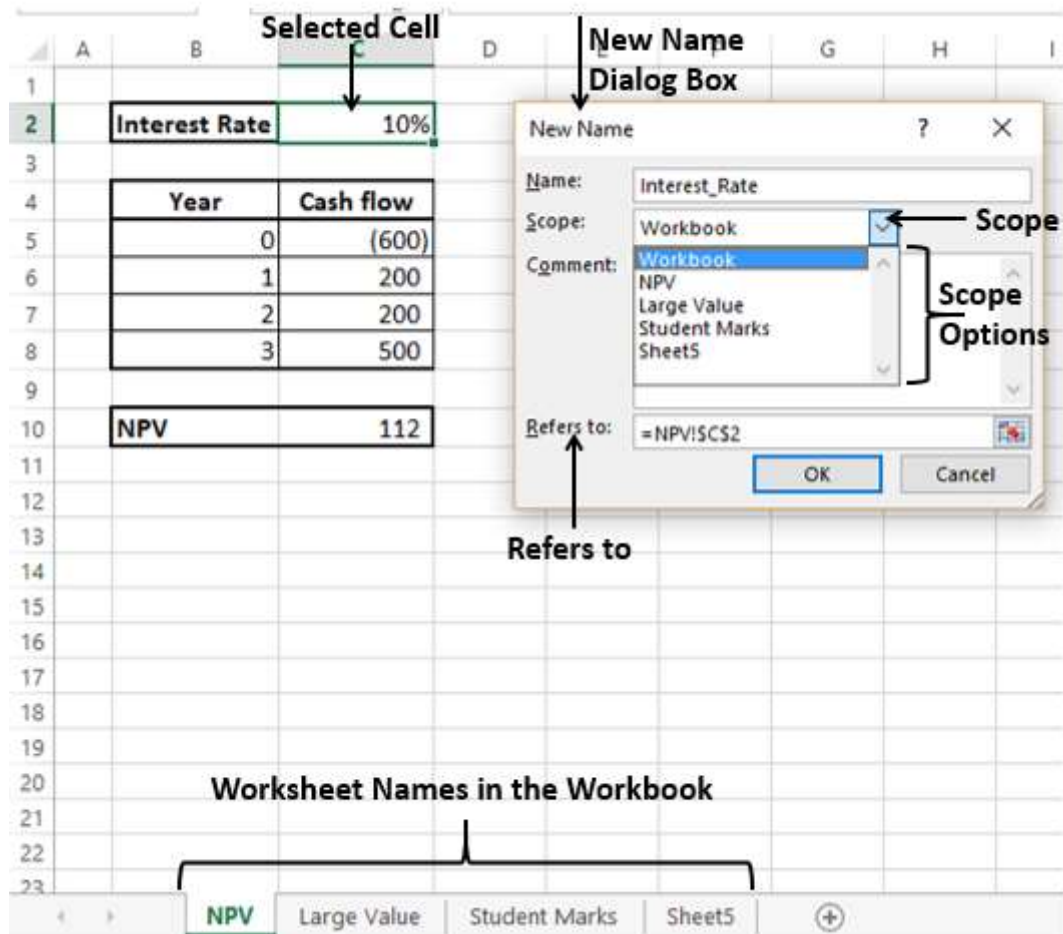 Selected Cell
New Name
Dialog Box
A B C D E F G H I
1
2 Interest Rate 10%
3
4 Year Cash flow
5 0 (600)
6 1 200
7 2 200
8 3 500
9
10 NPV 112
11
12
13
14
15
16
17
18
19
20
21
22
23
New Name ? ×
Name: Interest_Rate
Scope: Workbook
Scope
Comment:
Workbook
NPV
Large Value
Student Marks
Sheet5
Scope
Options
Refers to: =NPV!$C$2
OK Cancel
Refers to
Worksheet Names in the Workbook
NPV Large Value Student Marks Sheet5